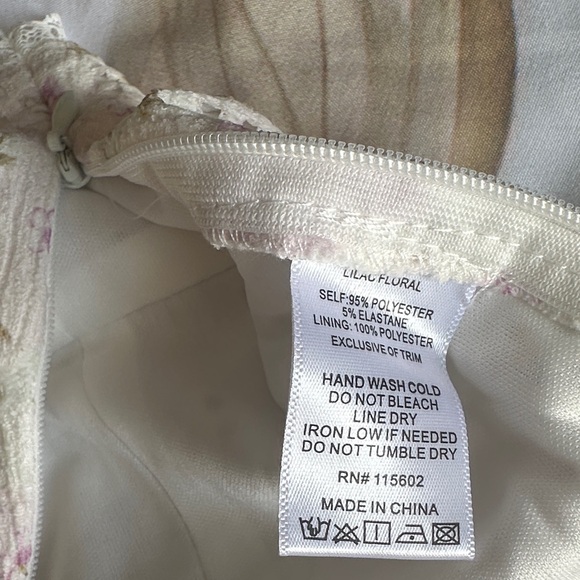 LILAC FLORAL
SELF:95% POLYESTER
5% ELASTANE
LINING: 100% POLYESTER
EXCLUSIVE OF TRIM
HAND WASH COLD
DO NOT BLEACH
LINE DRY
IRON LOW IF NEEDED
DO NOT TUMBLE DRY
RN# 115602
MADE IN CHINA